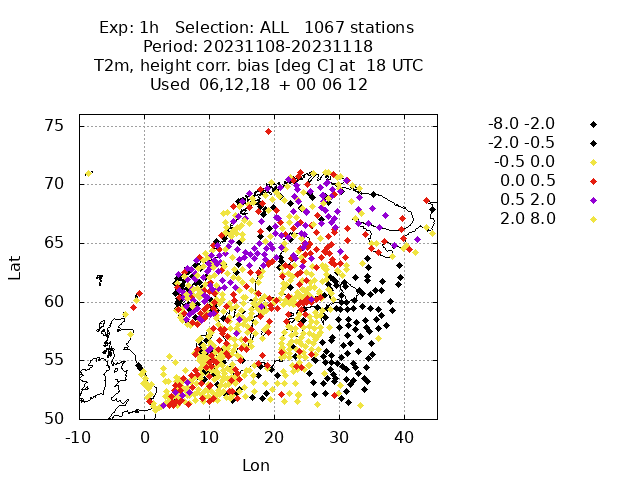 Exp: 1h   Selection: ALL   1067 stations
Period: 20231108-20231118
T2m, height corr. bias [deg C] at  18 UTC
Used  06,12,18  + 00 06 12
-8.0 -2.0
-2.0 -0.5
-0.5 0.0
0.0 0.5
0.5 2.0
2.0 8.0
75
70
65
60
55
50
Lat
-10 0 10 20 30 40
Lon